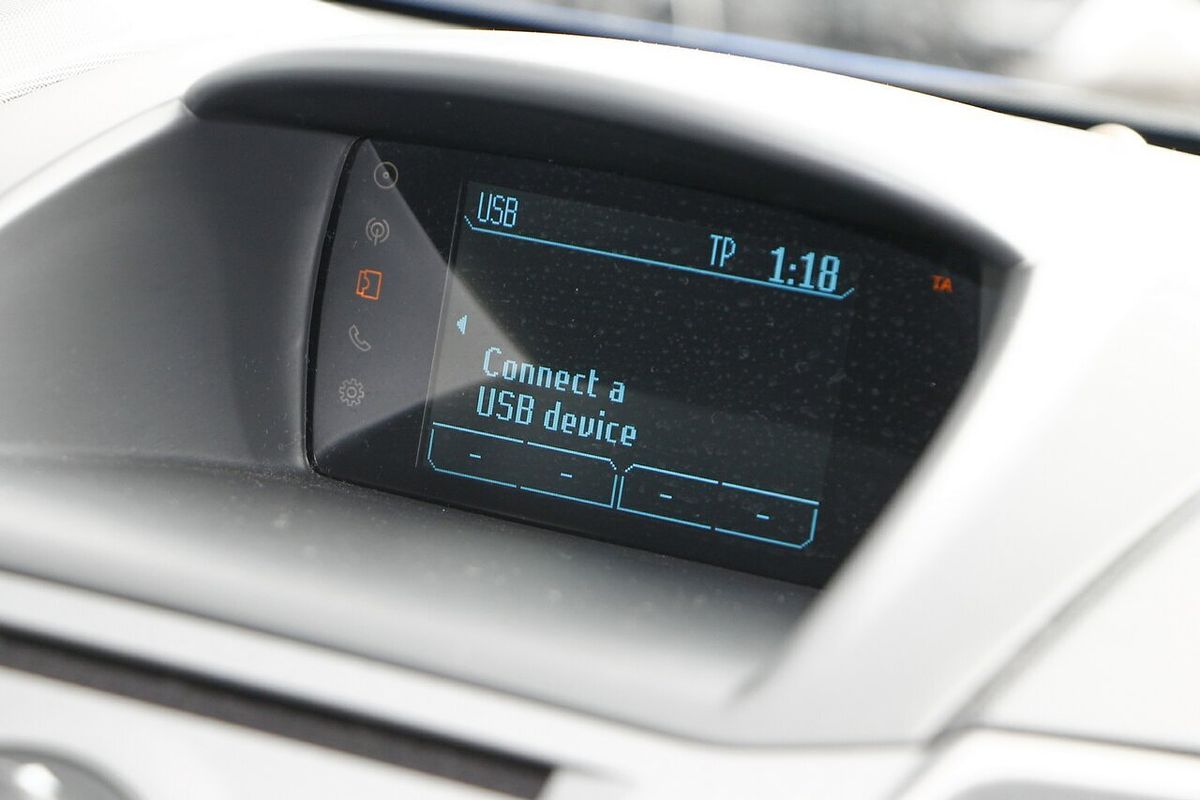 USB
TP 1:18
TA
Connect a
USB device
- - - -